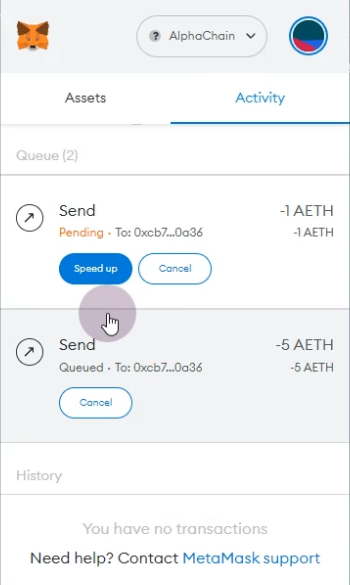 ? AlphaChain
Assets Activity
Queue (2)
Send -1 AETH
Pending · To: 0xcb7...0a36 -1 AETH
Speed up Cancel
Send -5 AETH
Queued · To: 0xcb7...0a36 -5 AETH
Cancel
History
You have no transactions
Need help? Contact MetaMask support